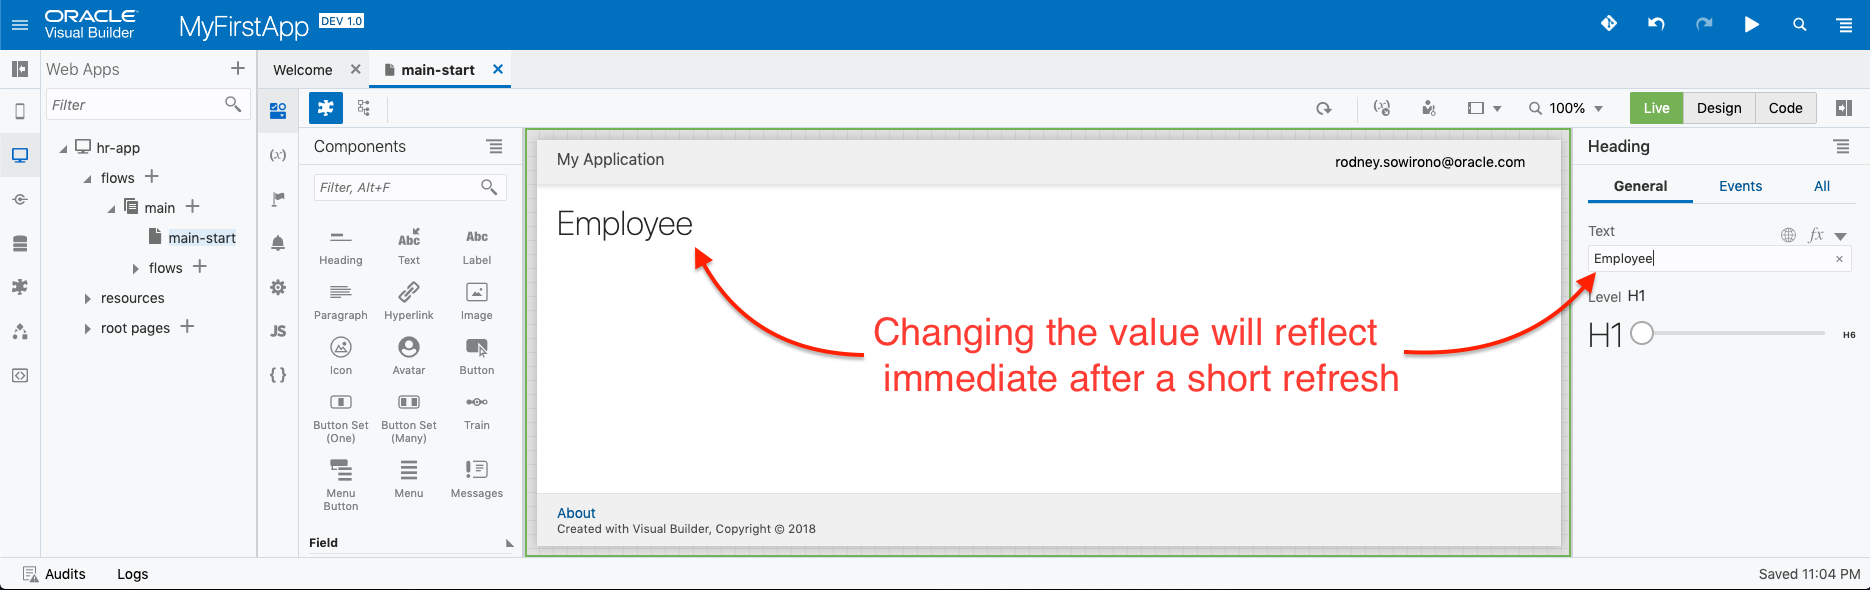 ORACLE
Visual Builder
MyFirstApp DEV 1.0
Web Apps
Welcome
main-start
Filter
100%
Live Design Code
hr-app
flows
main
main-start
flows
resources
root pages
(x)
JS
{ }
Components
Filter, Alt+F
Heading
Abc
Text
Abc
Label
Paragraph
Hyperlink
Image
Icon
Avatar
Button
Button Set
(One)
Button Set
(Many)
Train
Menu
Button
Menu
Messages
Field
My Application
rodney.sowirono@oracle.com
Employee
Changing the value will reflect
immediate after a short refresh
About
Created with Visual Builder, Copyright © 2018
Heading
General Events All
Text
fx
Employee
Level H1
H1
H6
Audits Logs
Saved 11:04 PM